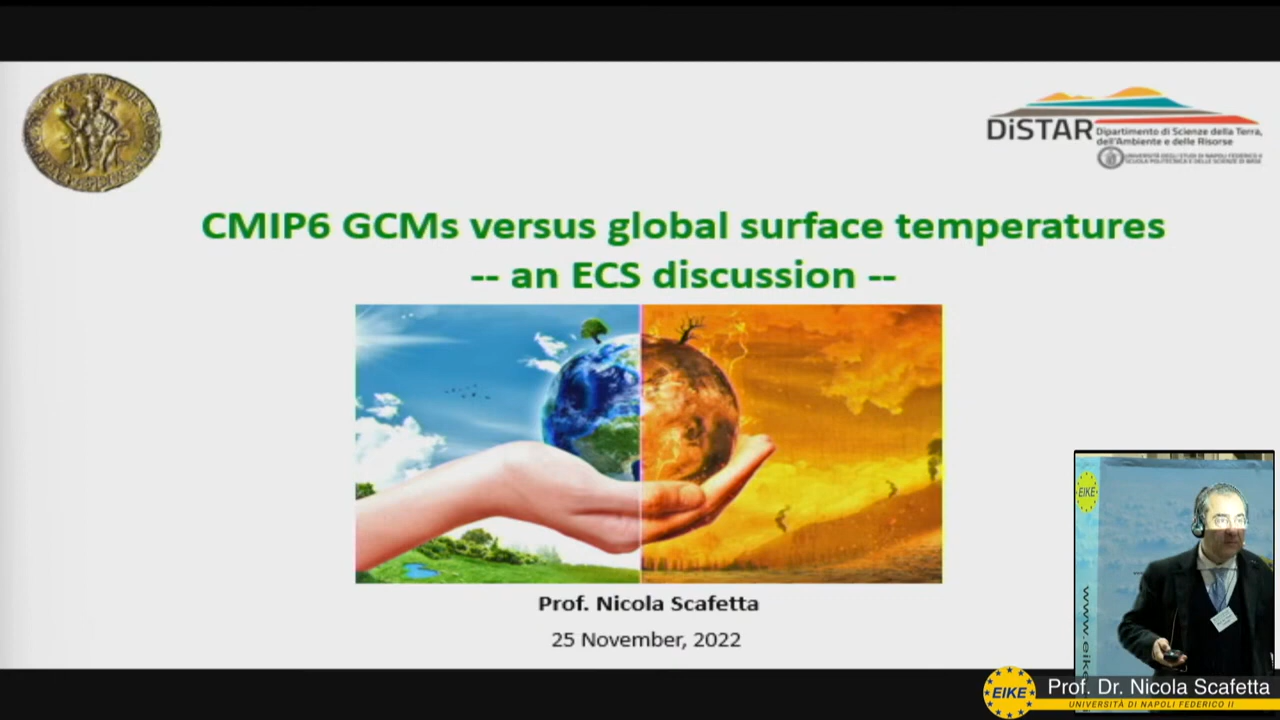 DiSTAR
Dipartimento di Scienze della Terra,
dell'Ambiente e delle Risorse
UNIVERSITÀ DEGLI STUDI DI NAPOLI FEDERICO II
SCUOLA POLITECNICA E DELLE SCIENZE DI BASE
CMIP6 GCMs versus global surface temperatures
-- an ECS discussion --
Prof. Nicola Scafetta
25 November, 2022
EIKE
www.eike
EIKE
Prof. Dr. Nicola Scafetta
UNIVERSITÀ DI NAPOLI FEDERICO II